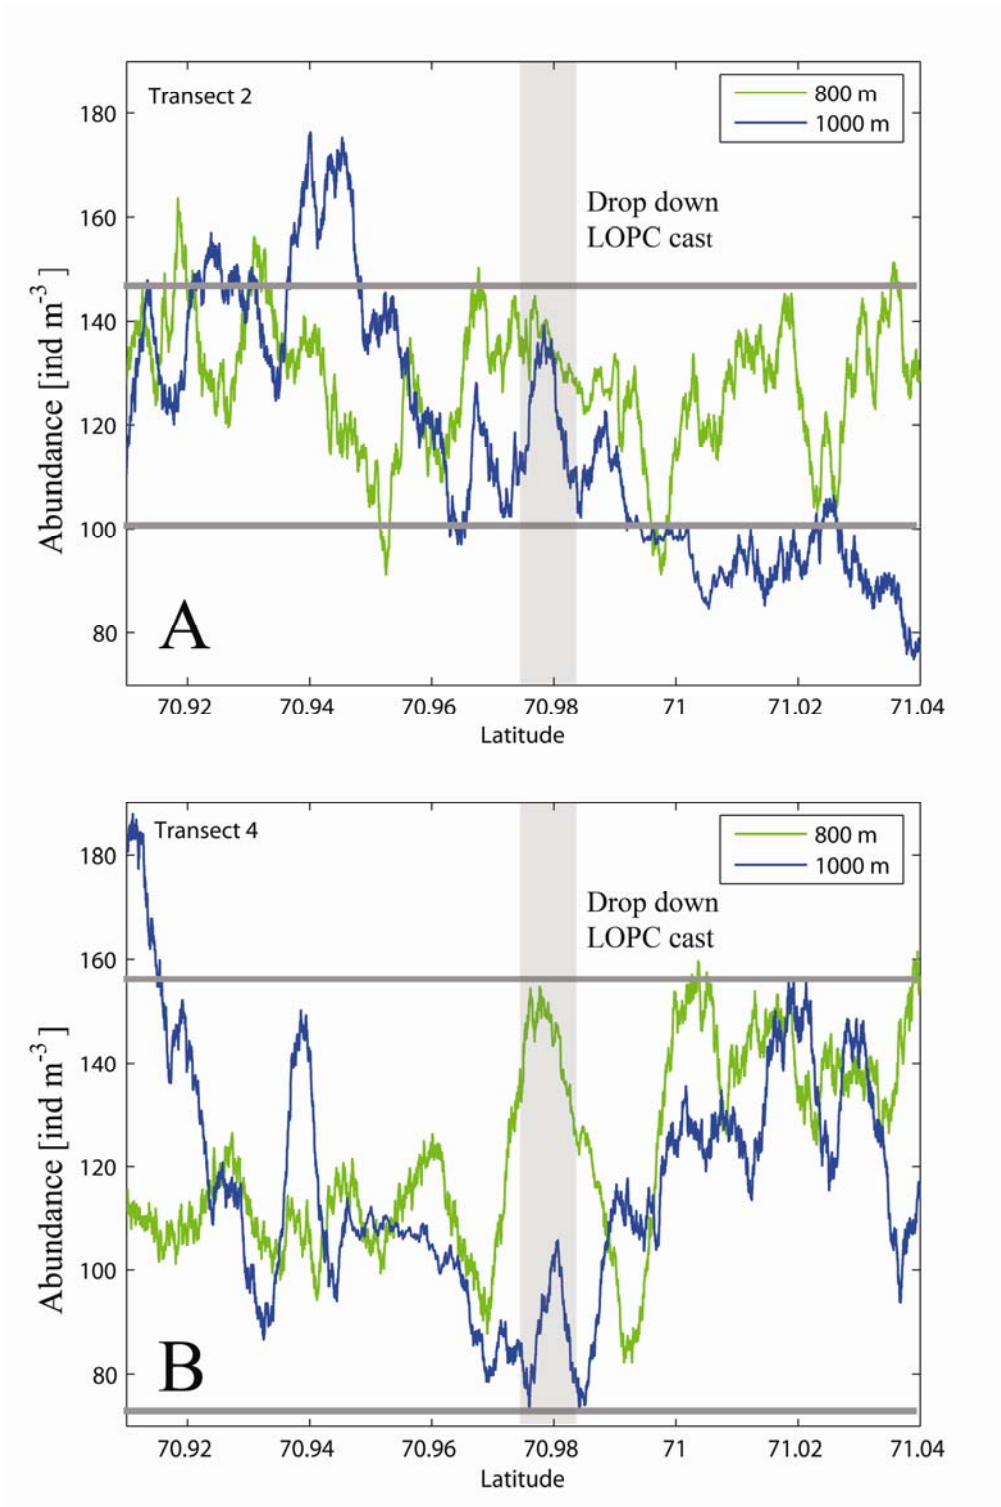 Transect 2
800 m
1000 m
Drop down
LOPC cast
180
160
140
120
100
80
Abundance [ind m-3 ]
A
70.92 70.94 70.96 70.98 71 71.02 71.04
Latitude
Transect 4
800 m
1000 m
Drop down
LOPC cast
180
160
140
120
100
80
Abundance [ind m-3 ]
B
70.92 70.94 70.96 70.98 71 71.02 71.04
Latitude